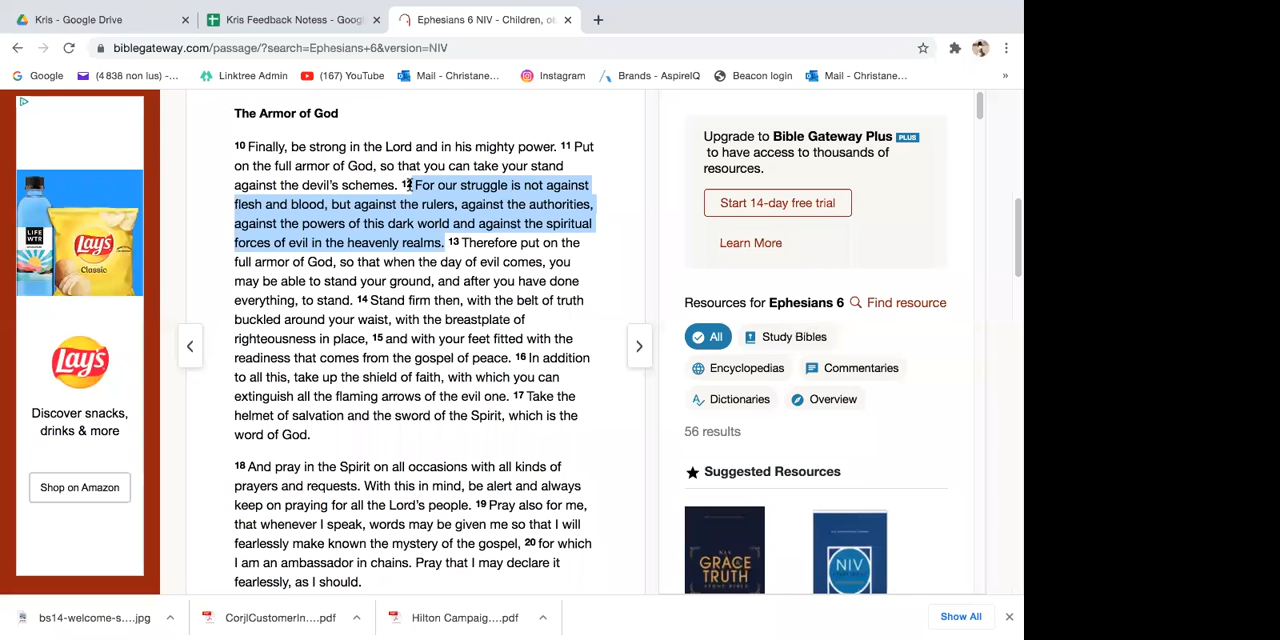 Kris - Google Drive
Kris Feedback Notess - Goog
Ephesians 6 NIV - Children, o
biblegateway.com/passage/?search=Ephesians+6&version=NIV
Google
(4 838 non lus) -...
Linktree Admin
(167) YouTube
Mail - Christane...
Instagram
Brands - AspireIQ
Beacon login
Mail - Christane...
»
The Armor of God
10 Finally, be strong in the Lord and in his mighty power. 11 Put
on the full armor of God, so that you can take your stand
against the devil's schemes. 12 For our struggle is not against
flesh and blood, but against the rulers, against the authorities,
against the powers of this dark world and against the spiritual
forces of evil in the heavenly realms. 13 Therefore put on the
full armor of God, so that when the day of evil comes, you
may be able to stand your ground, and after you have done
everything, to stand. 14 Stand firm then, with the belt of truth
buckled around your waist, with the breastplate of
righteousness in place, 15 and with your feet fitted with the
readiness that comes from the gospel of peace. 16 In addition
to all this, take up the shield of faith, with which you can
extinguish all the flaming arrows of the evil one. 17 Take the
helmet of salvation and the sword of the Spirit, which is the
word of God.
18 And pray in the Spirit on all occasions with all kinds of
prayers and requests. With this in mind, be alert and always
keep on praying for all the Lord's people. 19 Pray also for me,
that whenever I speak, words may be given me so that I will
fearlessly make known the mystery of the gospel, 20 for which
I am an ambassador in chains. Pray that I may declare it
fearlessly, as I should.
LIFE
WTR
Lay's
Classic
Lay's
Discover snacks,
drinks & more
Shop on Amazon
Upgrade to Bible Gateway Plus PLUS
to have access to thousands of
resources.
Start 14-day free trial
Learn More
Resources for Ephesians 6
Find resource
All
Study Bibles
Encyclopedias
Commentaries
Dictionaries
Overview
56 results
Suggested Resources
NIV
GRACE
TRUTH
STUDY BIBLE
NIV
bs14-welcome-s....jpg
CorjlCustomerIn....pdf
Hilton Campaig....pdf
Show All